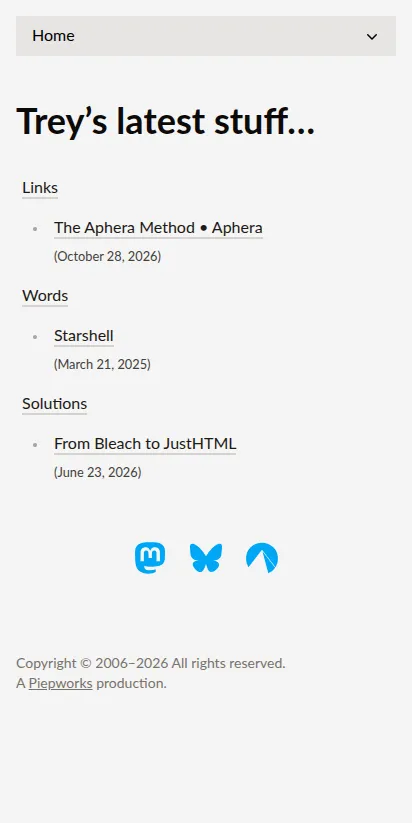 Home
Trey’s latest stuff…
Links
The Aphera Method • Aphera
(October 28, 2026)
Words
Starshell
(March 21, 2025)
Solutions
From Bleach to JustHTML
(June 23, 2026)
Copyright © 2006–2026 All rights reserved.
A Piepworks production.